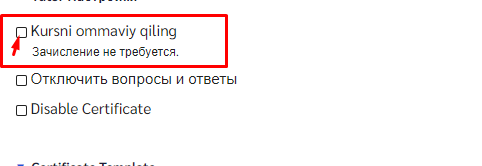 Kursni ommaviy qiling
Зачисление не требуется.
Отключить вопросы и ответы
Disable Certificate